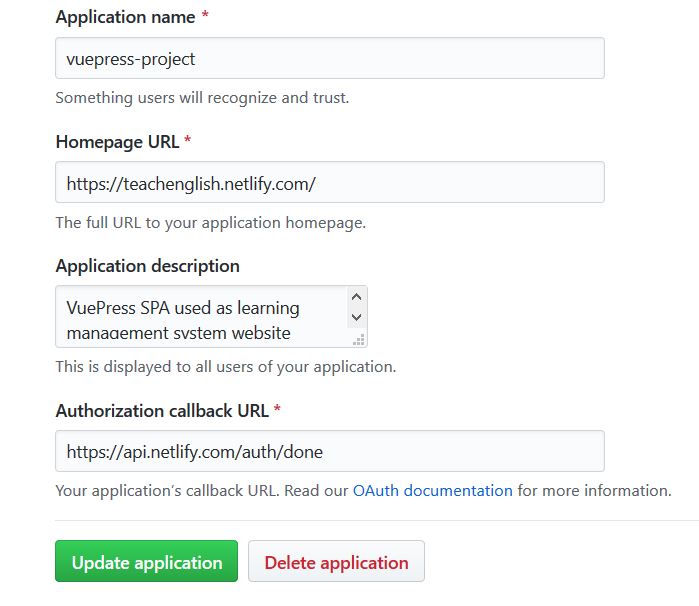 Application name *
vuepress-project
Something users will recognize and trust.
Homepage URL *
https://teachenglish.netlify.com/
The full URL to your application homepage.
Application description
VuePress SPA used as learning
management system website
This is displayed to all users of your application.
Authorization callback URL *
https://api.netlify.com/auth/done
Your application's callback URL. Read our OAuth documentation for more information.
Update application Delete application